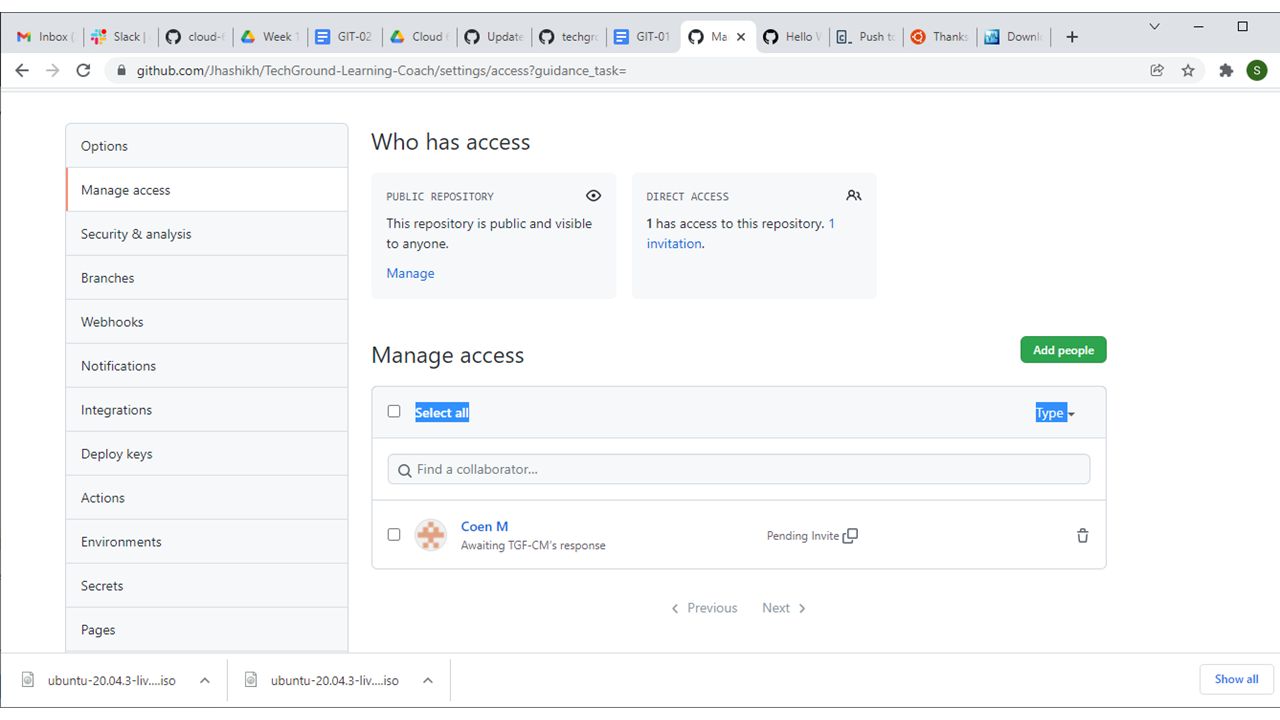 Inbox (
Slack |
cloud-
Week 1
GIT-02
Cloud
Update
techgro
GIT-01
Ma
Hello W
Push to
Thanks
Downl
github.com/Jhashikh/TechGround-Learning-Coach/settings/access?guidance_task=
S
Options
Manage access
Security & analysis
Branches
Webhooks
Notifications
Integrations
Deploy keys
Actions
Environments
Secrets
Pages
Who has access
PUBLIC REPOSITORY
This repository is public and visible
to anyone.
Manage
DIRECT ACCESS
1 has access to this repository. 1
invitation.
Manage access
Add people
Select all
Type
Find a collaborator...
Coen M
Awaiting TGF-CM's response
Pending Invite
Previous
Next
ubuntu-20.04.3-liv....iso
ubuntu-20.04.3-liv....iso
Show all